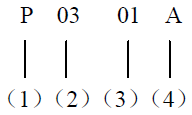 P 03 01 A
(1) (2) (3) (4)